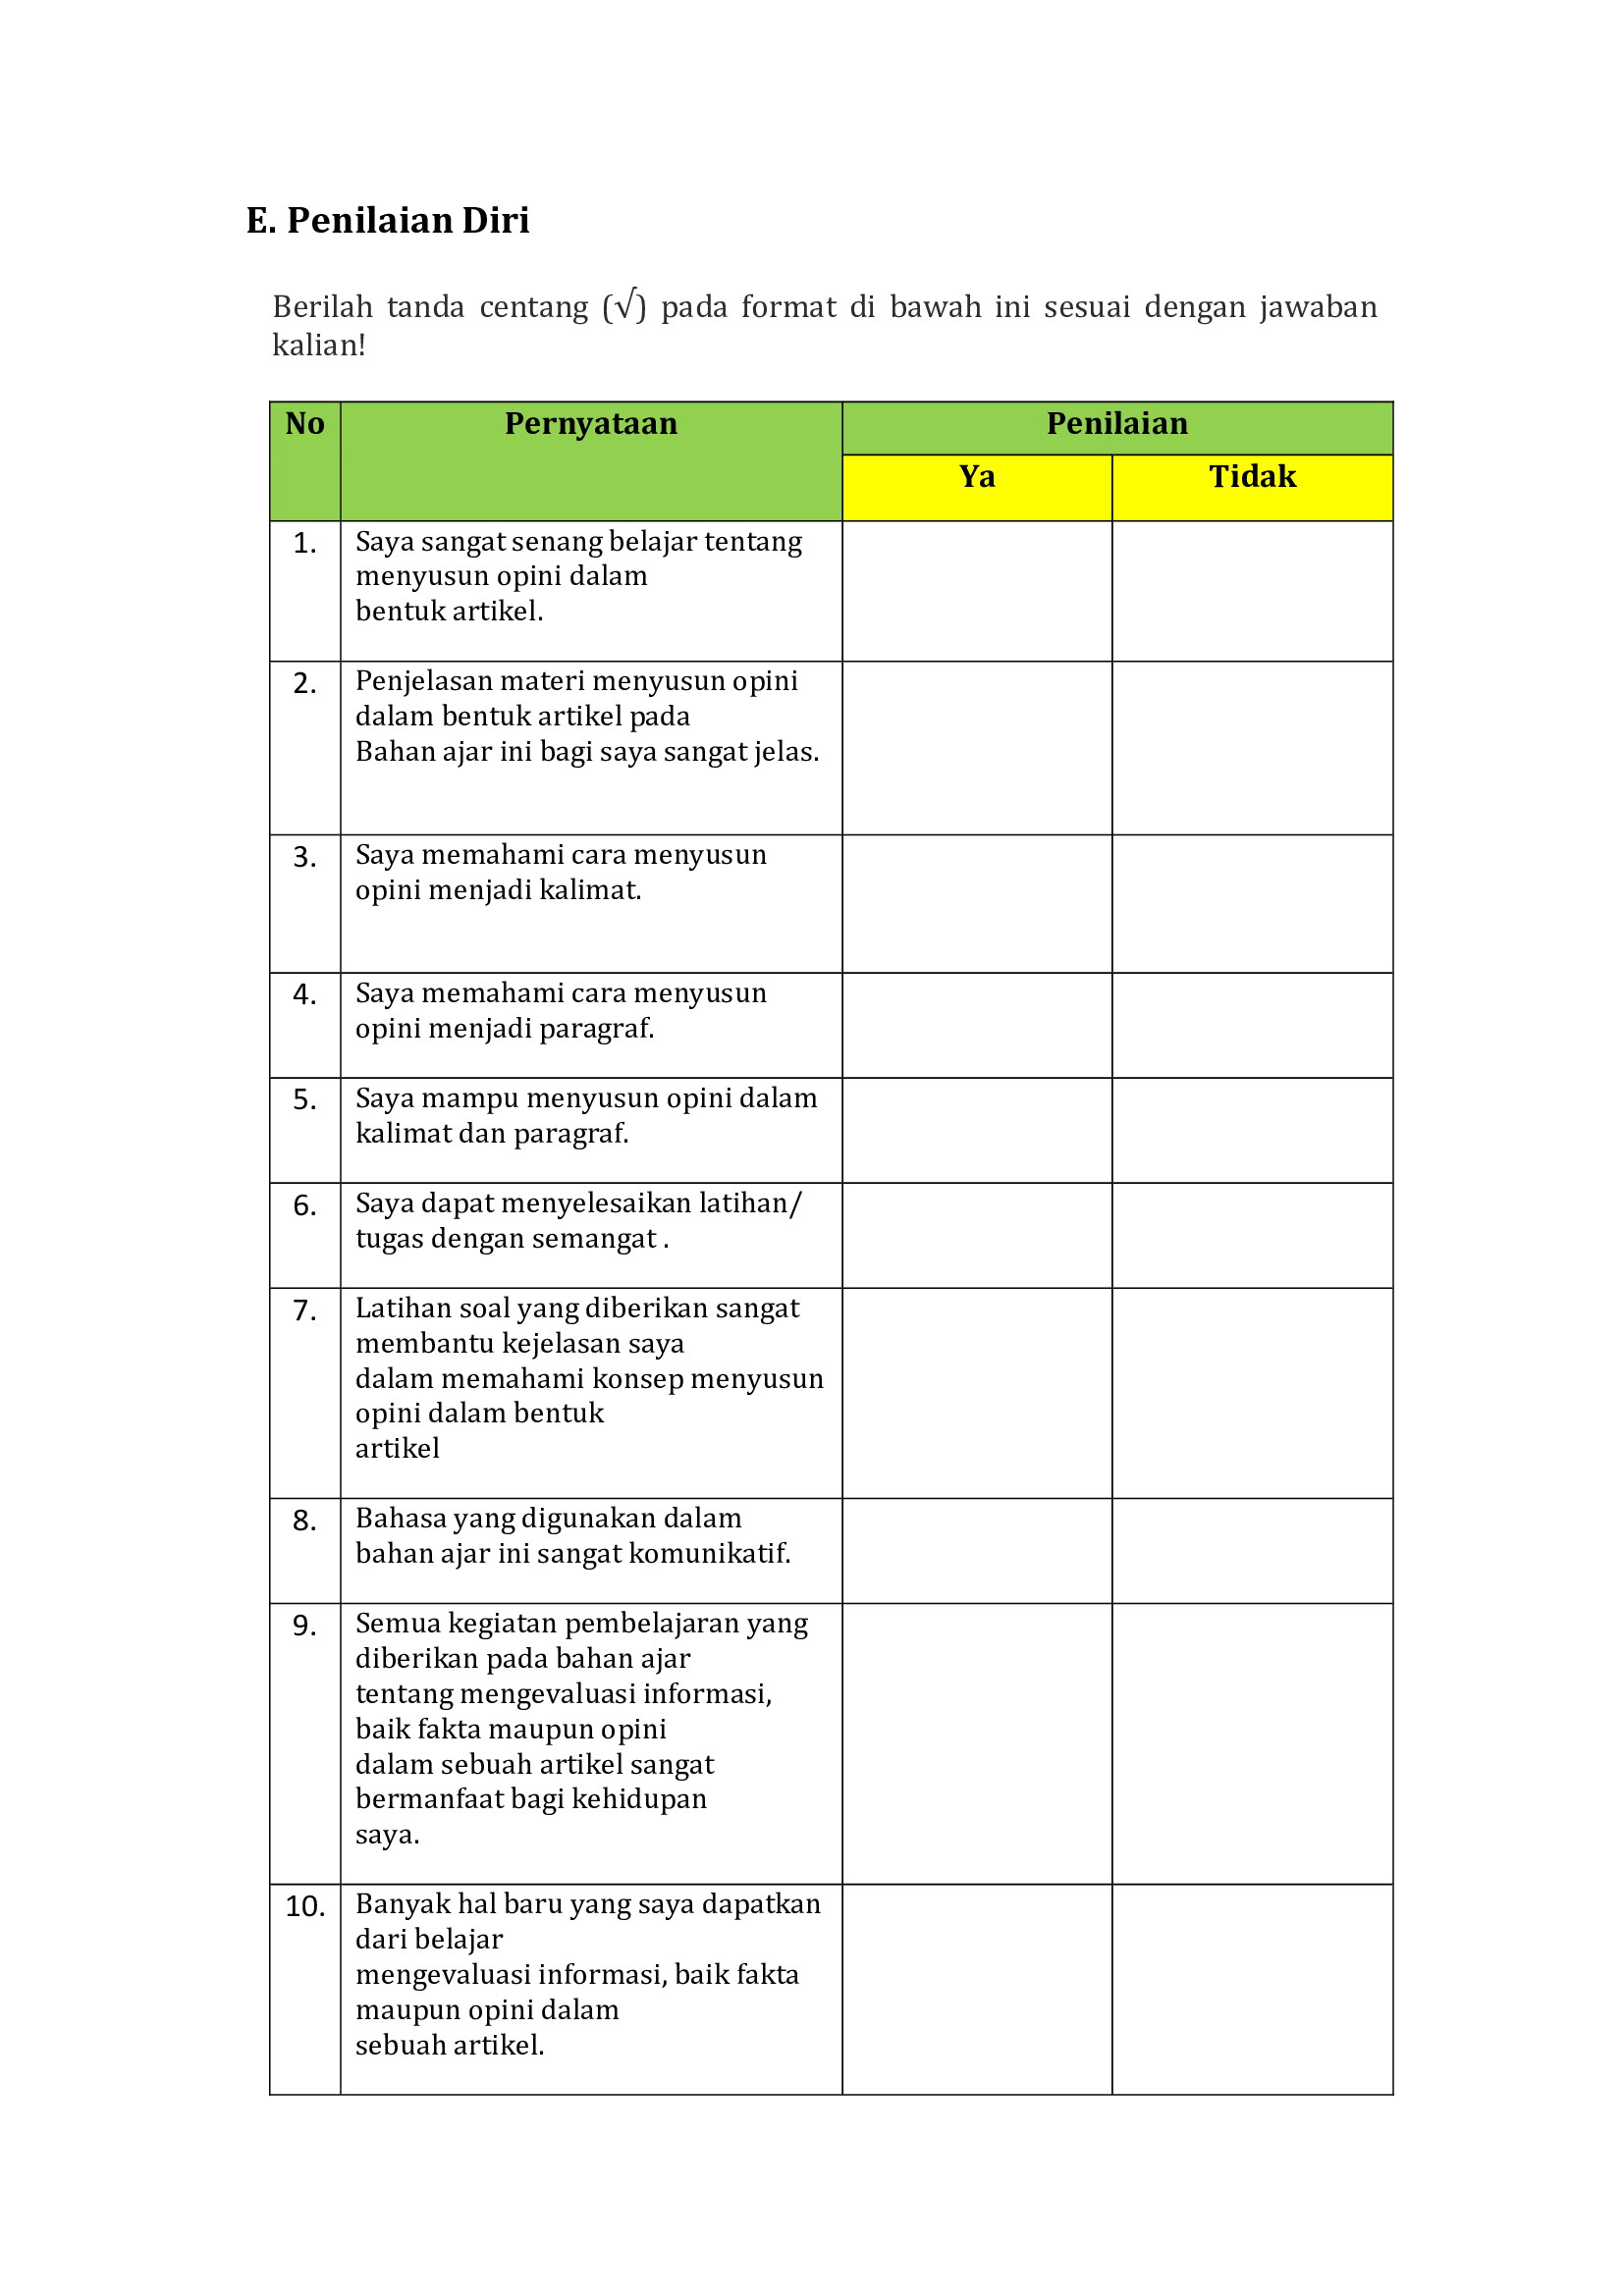 E. Penilaian Diri
Berilah tanda centang (√) pada format di bawah ini sesuai dengan jawaban
kalian!
No Pernyataan Penilaian
Ya Tidak
1. Saya sangat senang belajar tentang
menyusun opini dalam
bentuk artikel.
2. Penjelasan materi menyusun opini
dalam bentuk artikel pada
Bahan ajar ini bagi saya sangat jelas.
3. Saya memahami cara menyusun
opini menjadi kalimat.
4. Saya memahami cara menyusun
opini menjadi paragraf.
5. Saya mampu menyusun opini dalam
kalimat dan paragraf.
6. Saya dapat menyelesaikan latihan/
tugas dengan semangat .
7. Latihan soal yang diberikan sangat
membantu kejelasan saya
dalam memahami konsep menyusun
opini dalam bentuk
artikel
8. Bahasa yang digunakan dalam
bahan ajar ini sangat komunikatif.
9. Semua kegiatan pembelajaran yang
diberikan pada bahan ajar
tentang mengevaluasi informasi,
baik fakta maupun opini
dalam sebuah artikel sangat
bermanfaat bagi kehidupan
saya.
10. Banyak hal baru yang saya dapatkan
dari belajar
mengevaluasi informasi, baik fakta
maupun opini dalam
sebuah artikel.